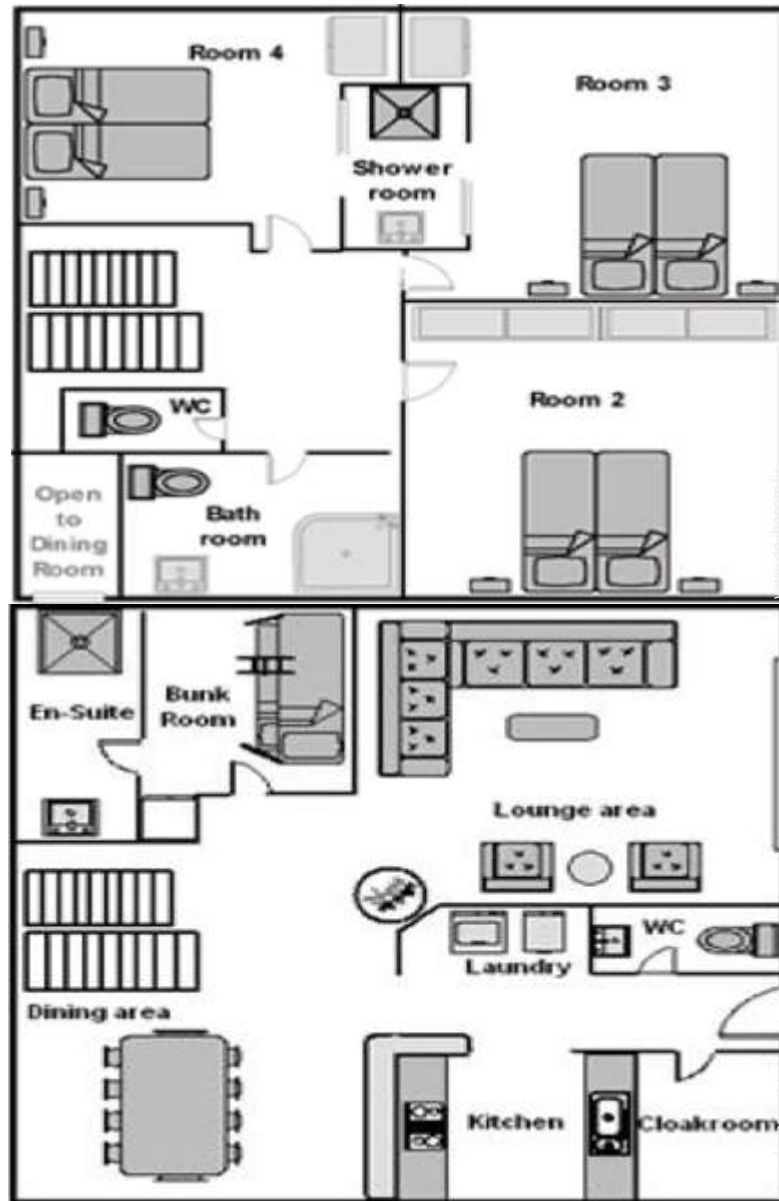 Room 4
Room 3
Shower
room
Room 2
WC
Open
to
Dining
Room
Bath
room
En-Suite
Bunk
Room
Lounge area
WC
Laundry
Dining area
Kitchen
Cloakroom